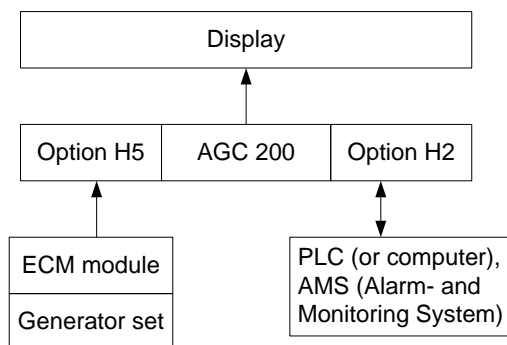 Display
Option H5
AGC 200
Option H2
ECM module
Generator set
PLC (or computer),
AMS (Alarm- and
Monitoring System)